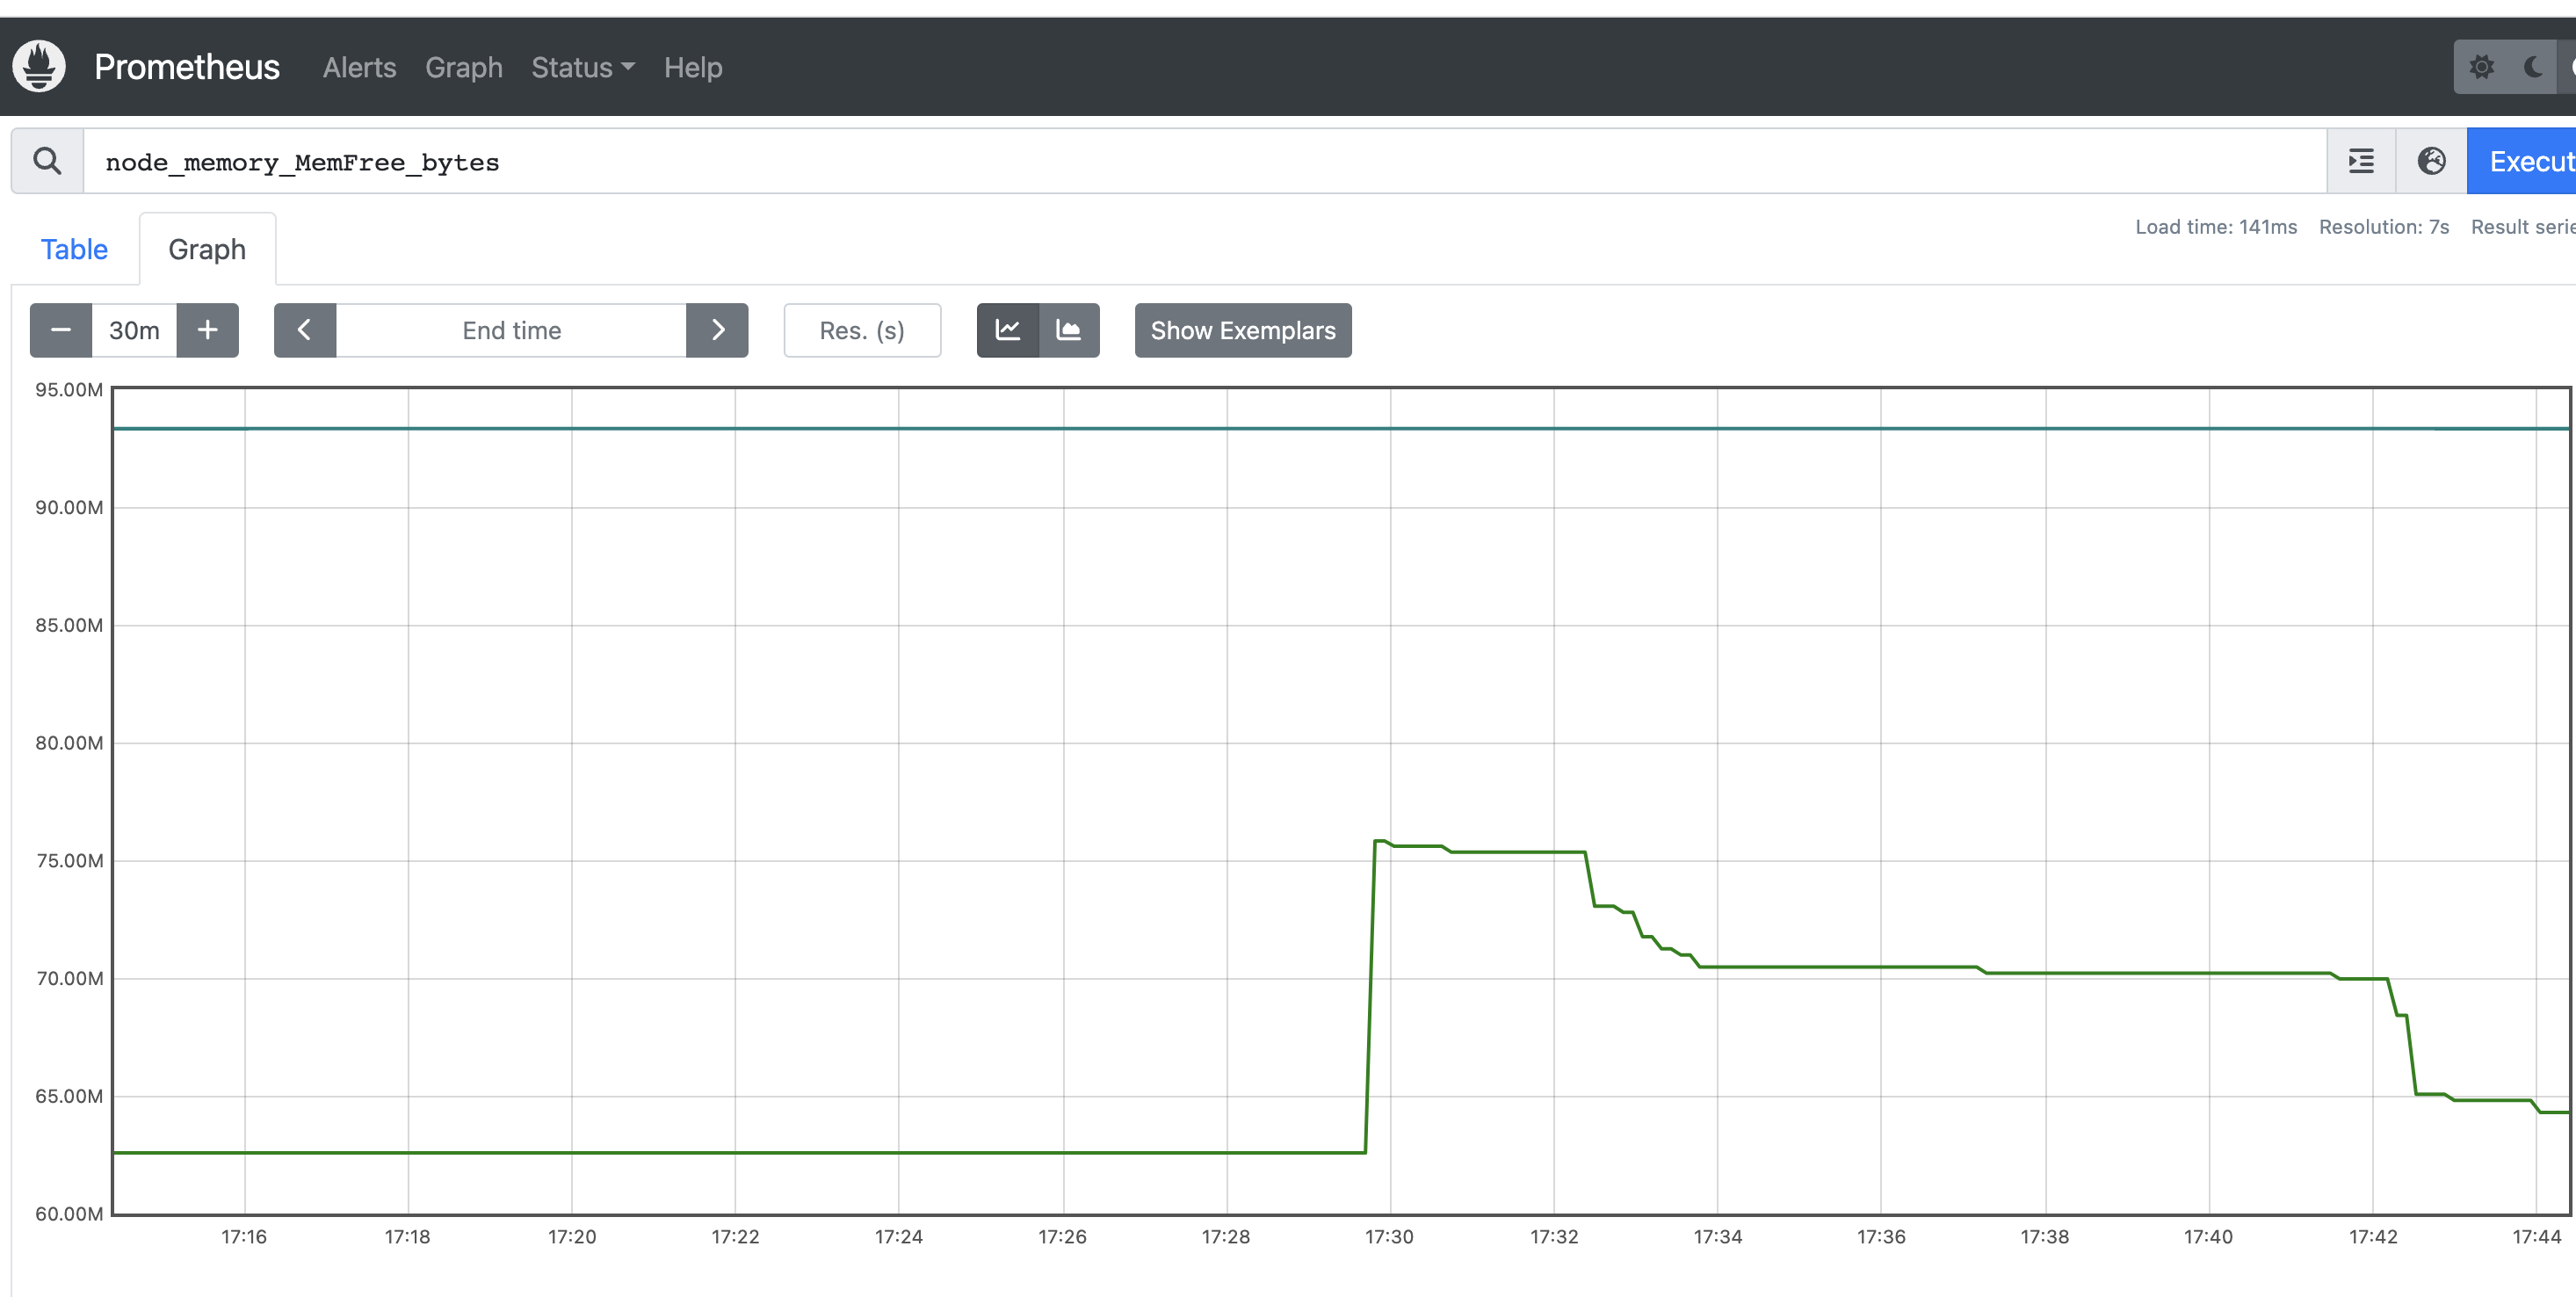 Prometheus Alerts Graph Status Help
node_memory_MemFree_bytes Execut
Table Graph Load time: 141ms Resolution: 7s Result serie
30m End time Res. (s) Show Exemplars
95.00M
90.00M
85.00M
80.00M
75.00M
70.00M
65.00M
60.00M
17:16 17:18 17:20 17:22 17:24 17:26 17:28 17:30 17:32 17:34 17:36 17:38 17:40 17:42 17:44